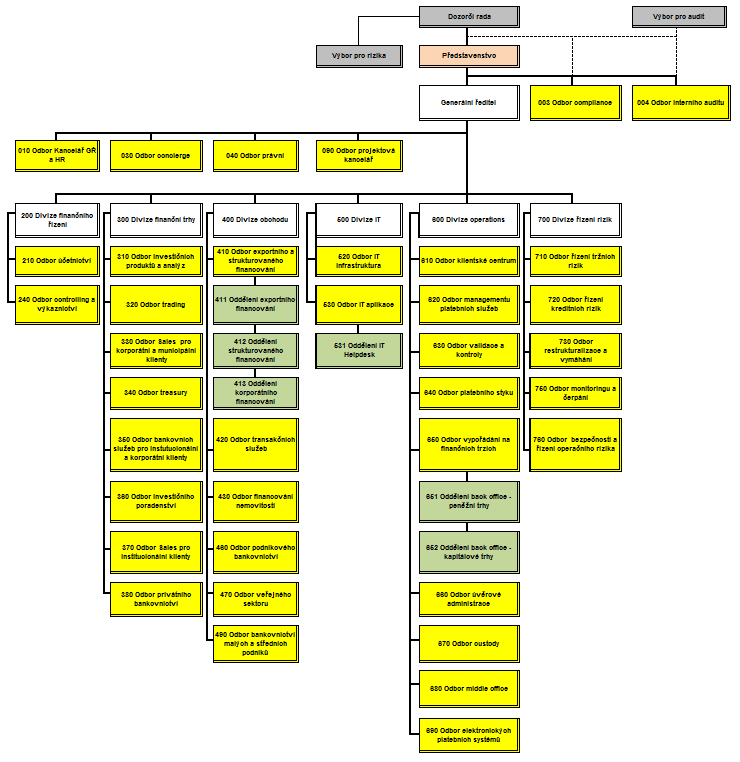 Dozorčí rada
Výbor pro audit
Výbor pro rizika
Představenstvo
Generální ředitel
003 Odbor compliance
004 Odbor interního auditu
010 Odbor Kancelář GŘ
a HR
030 Odbor concierge
040 Odbor právní
090 Odbor projektová
kancelář
200 Divize finančního
řízení
300 Divize finanční trhy
400 Divize obchodu
500 Divize IT
600 Divize operations
700 Divize řízení rizik
210 Odbor účetnictví
240 Odbor controlling a
výkaznictví
310 Odbor investičních
produktů a analýz
320 Odbor trading
330 Odbor Sales pro
korporátní a municipální
klienty
340 Odbor treasury
350 Odbor bankovních
služeb pro instutucionální
a korporátní klienty
360 Odbor investičního
poradenství
370 Odbor Sales pro
institucionální klienty
380 Odbor privátního
bankovnictví
410 Odbor exportního a
strukturovaného
financování
411 Oddělení exportního
financování
412 Oddělení
strukturovaného
financování
413 Oddělení
korporátního
financování
420 Odbor transakčních
služeb
430 Odbor financování
nemovitostí
460 Odbor podnikového
bankovnictví
470 Odbor veřejného
sektoru
490 Odbor bankovnictví
malých a středních
podniků
520 Odbor IT
infrastruktura
530 Odbor IT aplikace
531 Oddělení IT
Helpdesk
610 Odbor klientské centrum
620 Odbor managementu
platebních služeb
630 Odbor validace a
kontroly
640 Odbor platebního styku
650 Odbor vypořádání na
finančních trzích
651 Oddělení back office -
peněžní trhy
652 Oddělení back office -
kapitálové trhy
660 Odbor úvěrové
administrace
670 Odbor custody
680 Odbor middle office
690 Odbor elektronických
platebních systémů
710 Odbor řízení tržních
rizik
720 Odbor řízení
kreditních rizik
730 Odbor
restrukturalizace a
vymáhání
750 Odbor monitoringu a
čerpání
760 Odbor bezpečnosti a
řízení operačního rizika